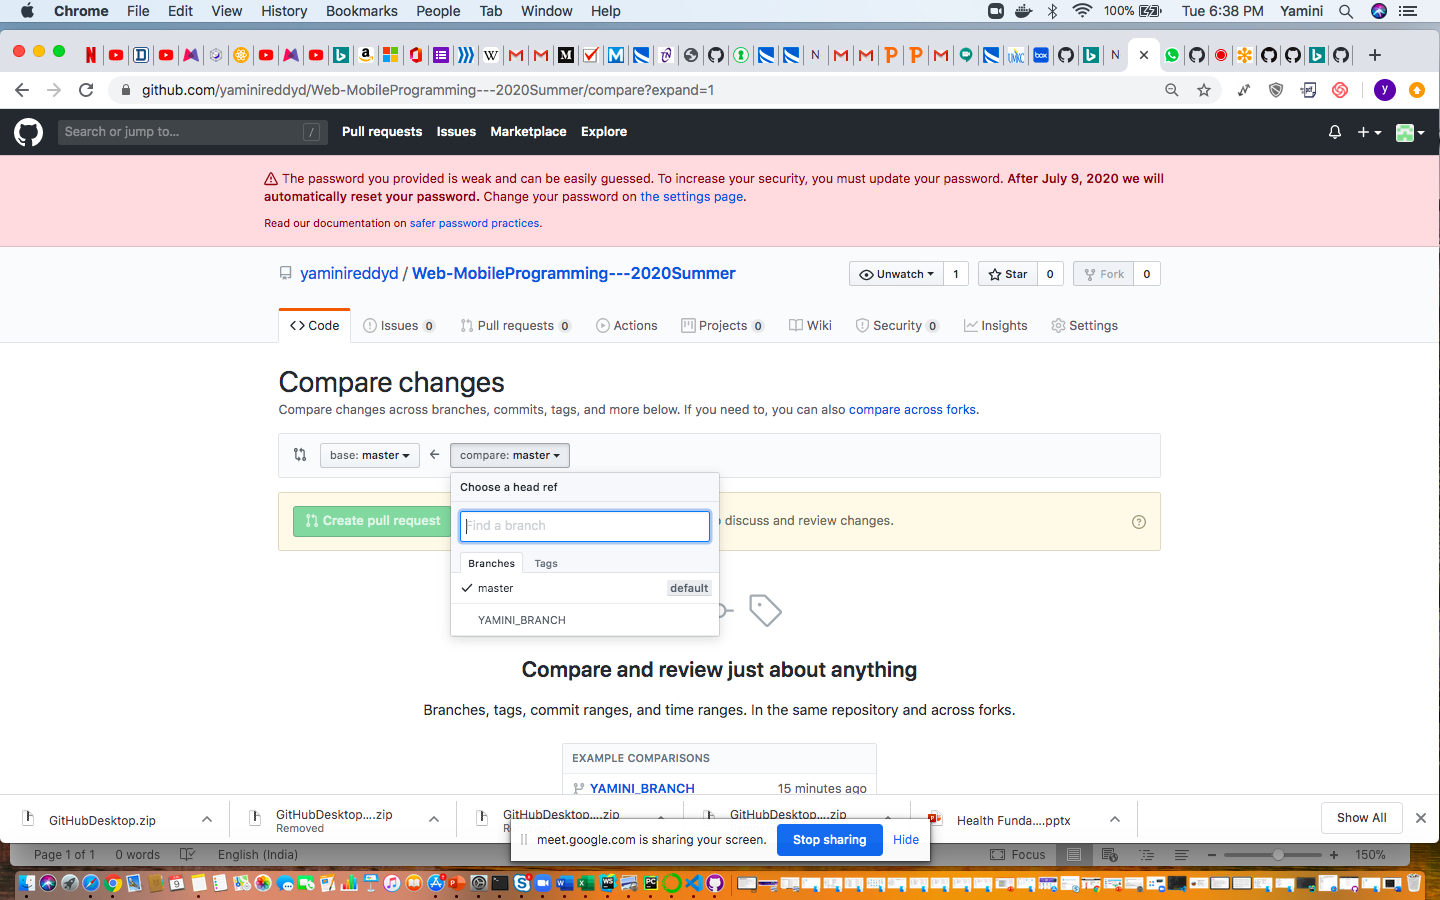 Chrome File Edit View History Bookmarks People Tab Window Help 100% Tue 6:38 PM Yamini
github.com/yaminireddyd/Web-MobileProgramming---2020Summer/compare?expand=1
Search or jump to… / Pull requests Issues Marketplace Explore
The password you provided is weak and can be easily guessed. To increase your security, you must update your password. After July 9, 2020 we will
automatically reset your password. Change your password on the settings page.
Read our documentation on safer password practices.
yaminireddyd / Web-MobileProgramming---2020Summer Unwatch 1 Star 0 Fork 0
Code Issues 0 Pull requests 0 Actions Projects 0 Wiki Security 0 Insights Settings
Compare changes
Compare changes across branches, commits, tags, and more below. If you need to, you can also compare across forks.
base: master compare: master
Choose a head ref
Create pull request Find a branch discuss and review changes.
Branches Tags
master default
YAMINI_BRANCH
Compare and review just about anything
Branches, tags, commit ranges, and time ranges. In the same repository and across forks.
EXAMPLE COMPARISONS
YAMINI_BRANCH 15 minutes ago
GitHubDesktop.zip GitHubDesktop....zip GitHubDesktop....zip GitHubDesktop....zip Health Funda....pptx Show All
Removed
meet.google.com is sharing your screen. Stop sharing Hide
Page 1 of 1 0 words English (India) Focus 150%